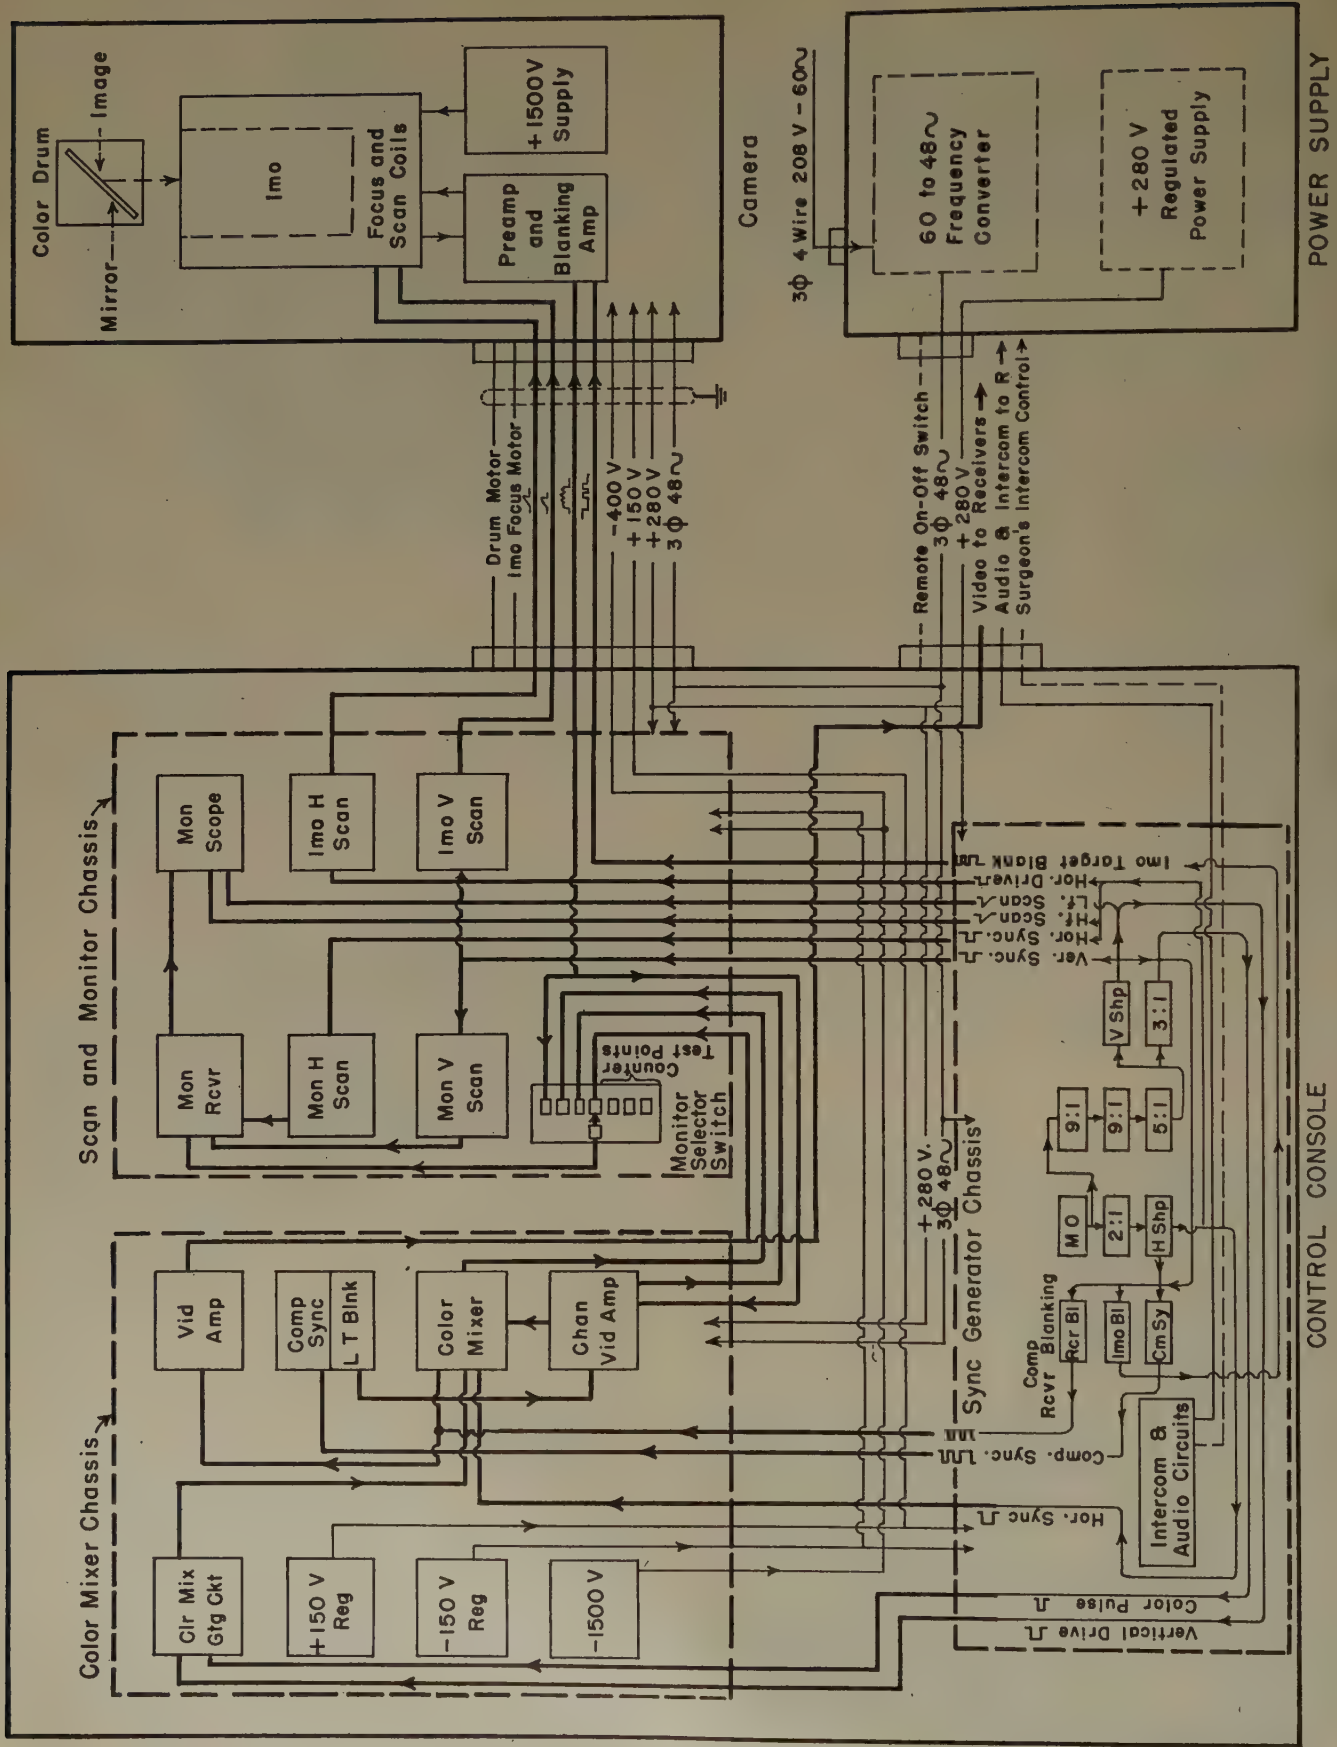 Color Drum
Mirror
Image
Imo
Focus and
Scan Coils
+1500V
Supply
Preamp
and
Blanking
Amp
Camera
3Φ 4 Wire 208 V - 60~
60 to 48~
Frequency
Converter
+280 V
Regulated
Power Supply
POWER SUPPLY
Drum Motor
Imo Focus Motor
-400 V
+150 V
+280 V
3Φ 48~
Remote On-Off Switch
3Φ 48~
+280V
Video to Receivers
Audio & Intercom to R
Surgeon's Intercom Control
Scan and Monitor Chassis
Mon
Scope
Imo H
Scan
Imo V
Scan
Mon
Rcvr
Mon H
Scan
Mon V
Scan
Counter
Test Points
Monitor
Selector
Switch
Color Mixer Chassis
Vid
Amp
Comp
Sync
L T Blnk
Color
Mixer
Chan
Vid Amp
Clr Mix
Gtg Ckt
+150 V
Reg
-150 V
Reg
-1500V
+280 V.
3Φ 48~
Sync Generator Chassis
Imo Target Blank
Hor. Drive
Lf. Scan
Hf. Scan
Hor. Sync.
Ver. Sync.
V Shp
3:1
9:1
9:1
5:1
MO
2:1
H Shp
Comp
Rcvr Blanking
Rcr Bl
Imo Bl
Cm Sy
Comp. Sync.
Intercom &
Audio Circuits
Hor. Sync
Color Pulse
Vertical Drive
CONTROL CONSOLE